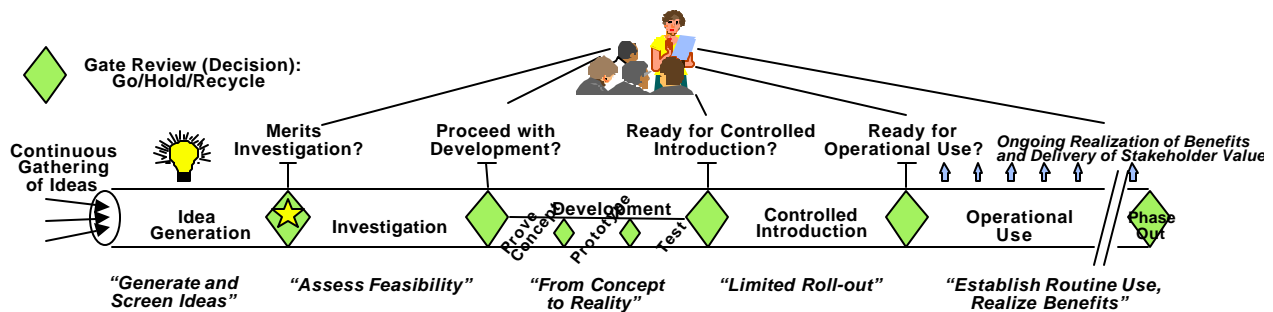 Gate Review (Decision):
Go/Hold/Recycle
Continuous
Gathering
of Ideas
Merits
Investigation?
Proceed with
Development?
Ready for Controlled
Introduction?
Ready for
Operational Use?
Ongoing Realization of Benefits
and Delivery of Stakeholder Value
Idea
Generation
Investigation
Development
Prove
Concept
Prototype
Test
Controlled
Introduction
Operational
Use
Phase
Out
“Generate and
Screen Ideas”
“Assess Feasibility”
“From Concept
to Reality”
“Limited Roll-out”
“Establish Routine Use,
Realize Benefits”